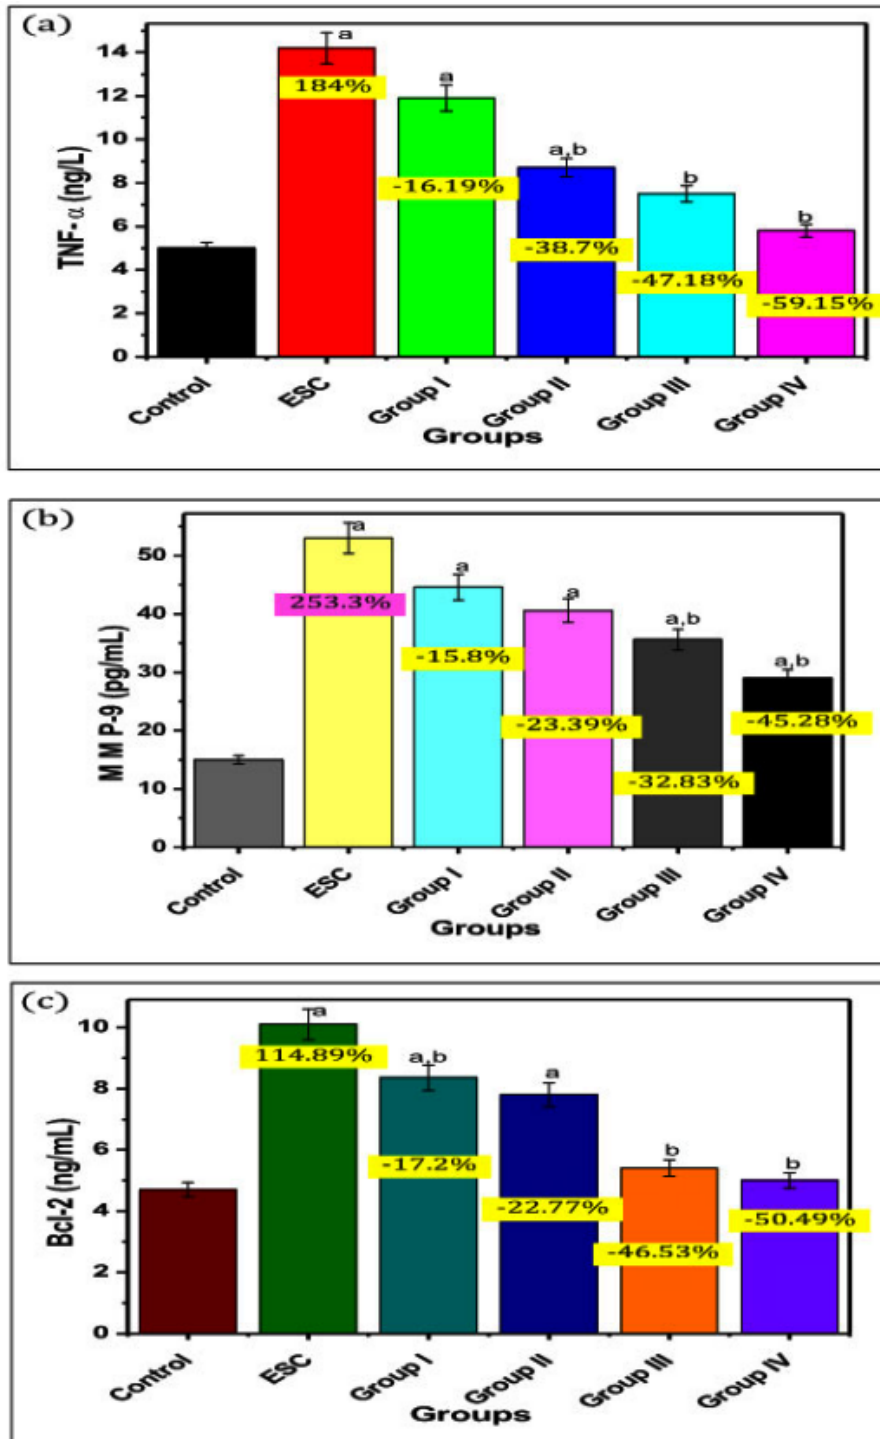 (a)
TNF-α (ng/L)
14
12
10
8
6
4
2
0
a
a
a,b
b
b
184%
-16.19%
-38.7%
-47.18%
-59.15%
Control
ESC
Group I
Group II
Group III
Group IV
Groups
(b)
M M P-9 (pg/mL)
50
40
30
20
10
0
a
a
a
a,b
a,b
253.3%
-15.8%
-23.39%
-32.83%
-45.28%
Control
ESC
Group I
Group II
Group III
Group IV
Groups
(c)
Bcl-2 (ng/mL)
10
8
6
4
2
0
a
a,b
a
b
b
114.89%
-17.2%
-22.77%
-46.53%
-50.49%
Control
ESC
Group I
Group II
Group III
Group IV
Groups